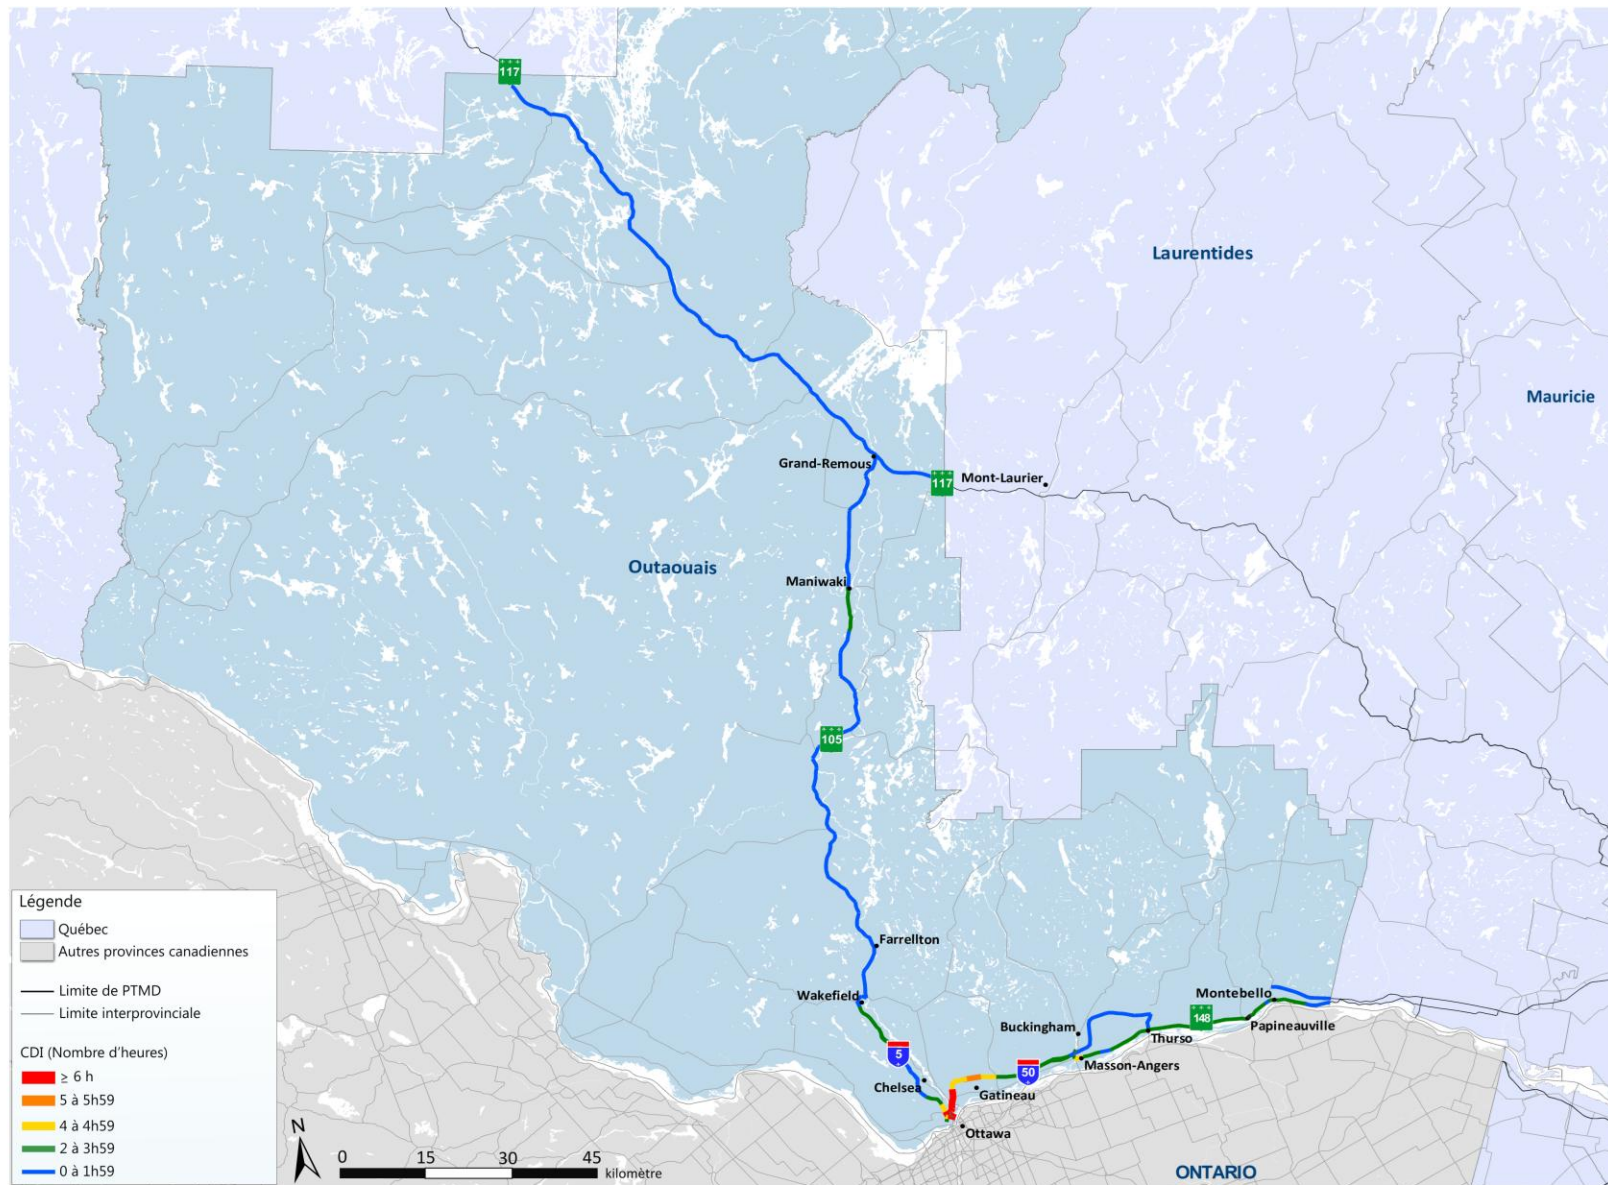 117
Laurentides
Mauricie
Grand-Remous
117
Mont-Laurier
Outaouais
Maniwaki
105
Farrellton
Wakefield
Montebello
148
Papineauville
Buckingham
Thurso
5
50
Masson-Angers
Chelsea
Gatineau
Ottawa
ONTARIO
Légende
Québec
Autres provinces canadiennes
Limite de PTMD
Limite interprovinciale
CDI (Nombre d'heures)
≥ 6 h
5 à 5h59
4 à 4h59
2 à 3h59
0 à 1h59
N
0 15 30 45
kilomètre